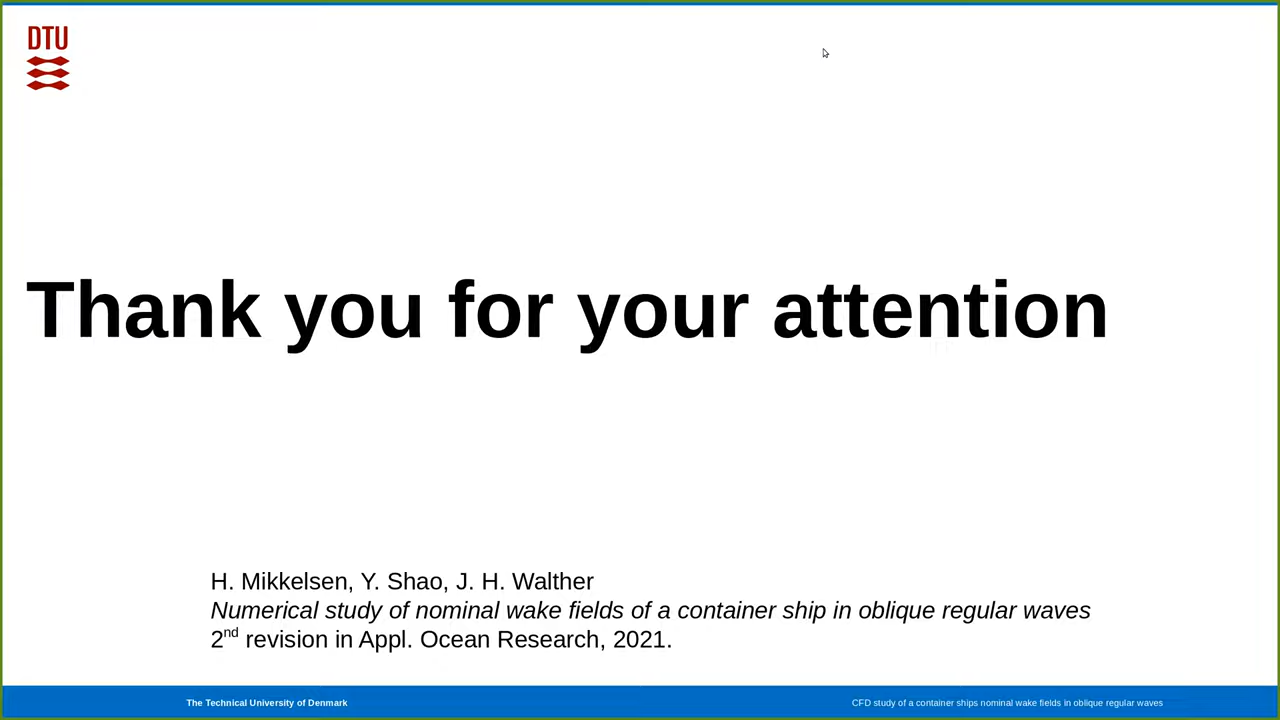 DTU
Thank you for your attention
H. Mikkelsen, Y. Shao, J. H. Walther
Numerical study of nominal wake fields of a container ship in oblique regular waves
2nd revision in Appl. Ocean Research, 2021.
The Technical University of Denmark
CFD study of a container ships nominal wake fields in oblique regular waves